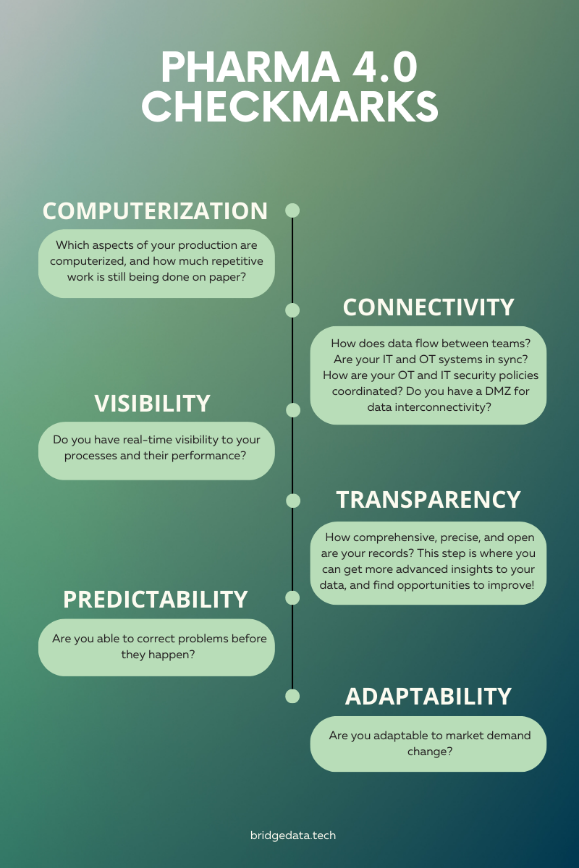 PHARMA 4.0
CHECKMARKS
COMPUTERIZATION
Which aspects of your production are
computerized, and how much repetitive
work is still being done on paper?
CONNECTIVITY
How does data flow between teams?
Are your IT and OT systems in sync?
How are your OT and IT security policies
coordinated? Do you have a DMZ for
data interconnectivity?
VISIBILITY
Do you have real-time visibility to your
processes and their performance?
TRANSPARENCY
How comprehensive, precise, and open
are your records? This step is where you
can get more advanced insights to your
data, and find opportunities to improve!
PREDICTABILITY
Are you able to correct problems before
they happen?
ADAPTABILITY
Are you adaptable to market demand
change?
bridgedata.tech